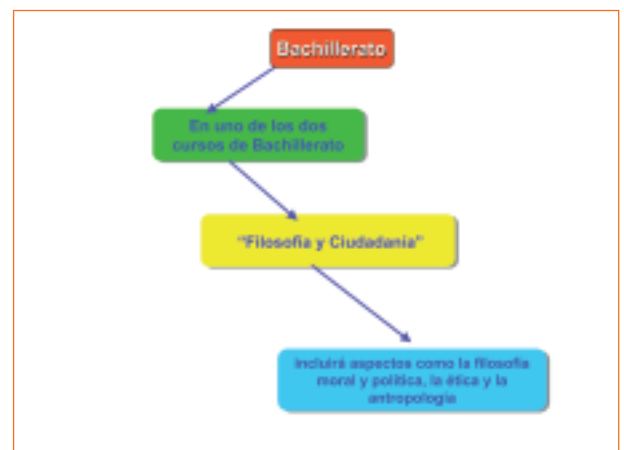 Bachillerato
En uno de los dos
cursos de Bachillerato
"Filosofía y Ciudadanía"
incluirá aspectos como la filosofía
moral y política, la ética y la
antropología